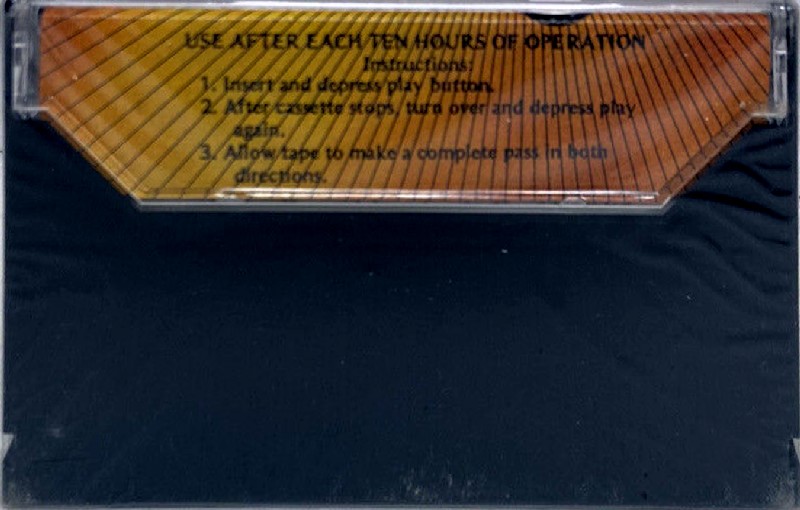 USE AFTER EACH TEN HOURS OF OPERATION
Instructions:
1. Insert and depress play button.
2. After cassette stops, turn over and depress play
again.
3. Allow tape to make a complete pass in both
directions.